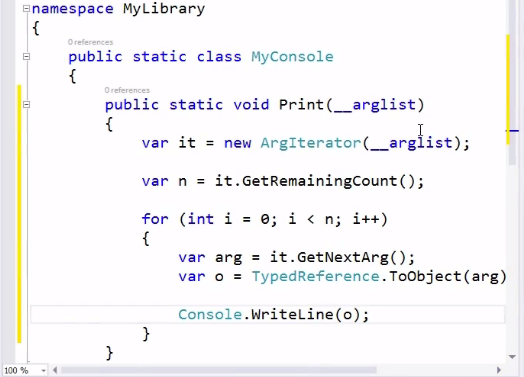 namespace MyLibrary
{
0 references
public static class MyConsole
{
0 references
public static void Print(__arglist)
{
var it = new ArgIterator(__arglist);
var n = it.GetRemainingCount();
for (int i = 0; i < n; i++)
{
var arg = it.GetNextArg();
var o = TypedReference.ToObject(arg)
Console.WriteLine(o);
}
}
100 %